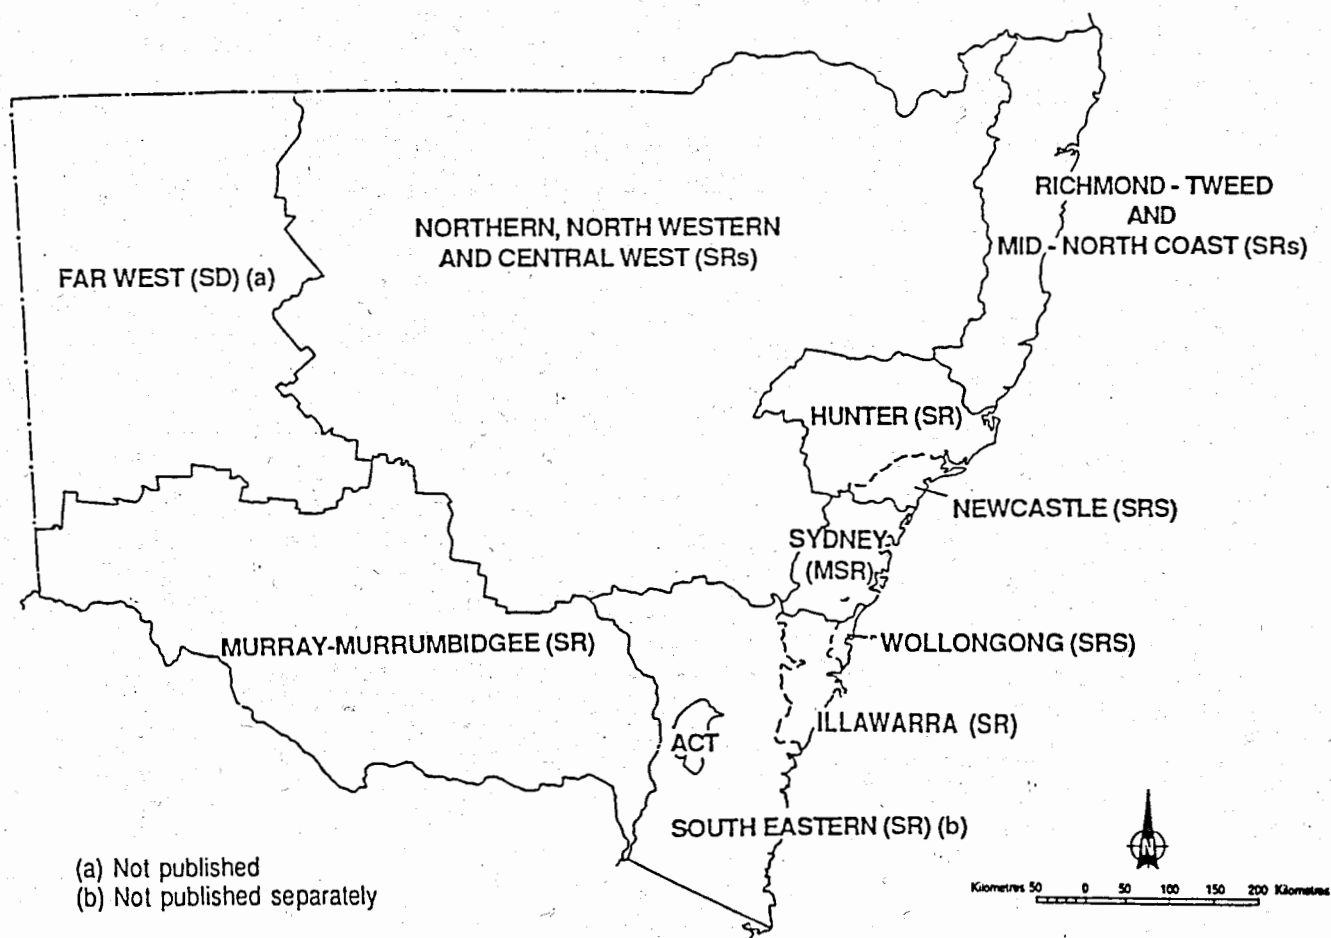 RICHMOND - TWEED
AND
MID - NORTH COAST (SRs)
NORTHERN, NORTH WESTERN
AND CENTRAL WEST (SRs)
FAR WEST (SD) (a)
HUNTER (SR)
NEWCASTLE (SRS)
SYDNEY
(MSR)
MURRAY-MURRUMBIDGEE (SR)
WOLLONGONG (SRS)
ILLAWARRA (SR)
ACT
SOUTH EASTERN (SR) (b)
N
(a) Not published
(b) Not published separately
Kilometres 50 0 50 100 150 200 Kilometres